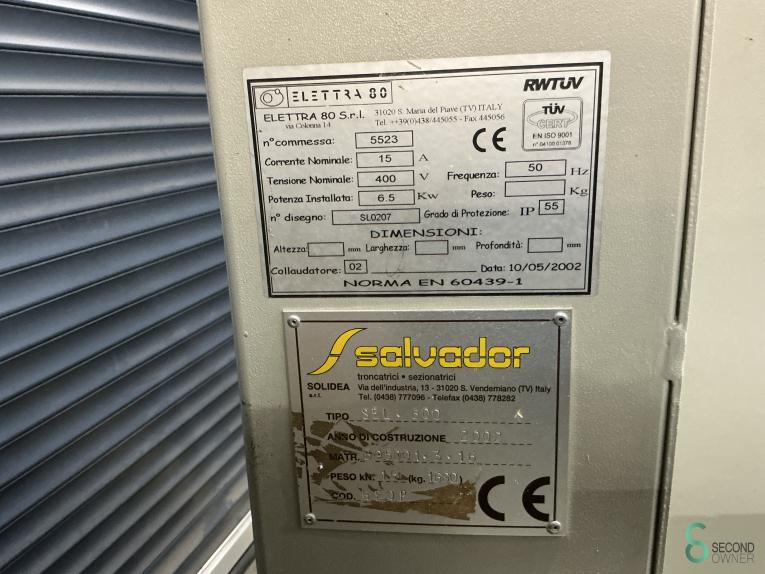 ELETTRA 80
RWTÜV
ELETTRA 80 S.r.l.
via Colonna 14
31020 S. Maria del Piave (TV) ITALY
Tel. ++39(0)438/445055 - Fax 445056
CE
TÜV
CERT
EN ISO 9001
n° 04100 01378
n°commessa: 5523
Corrente Nominale: 15 A
Tensione Nominale: 400 V Frequenza: 50 Hz
Potenza Installata: 6.5 Kw Peso: Kg
n° disegno: SL0207 Grado di Protezione: IP 55
DIMENSIONI:
Altezza: mm Larghezza: mm Profondità: mm
Collaudatore: 02 Data: 10/05/2002
NORMA EN 60439-1
salvador
troncatrici • sezionatrici
SOLIDEA s.r.l.
Via dell'industria, 13 - 31020 S. Vendemiano (TV) Italy
Tel. (0438) 777096 - Telefax (0438) 778282
TIPO
ANNO DI COSTRUZIONE 2002
MATR.
PESO kN. (kg.
COD.
CE
SECOND
OWNER